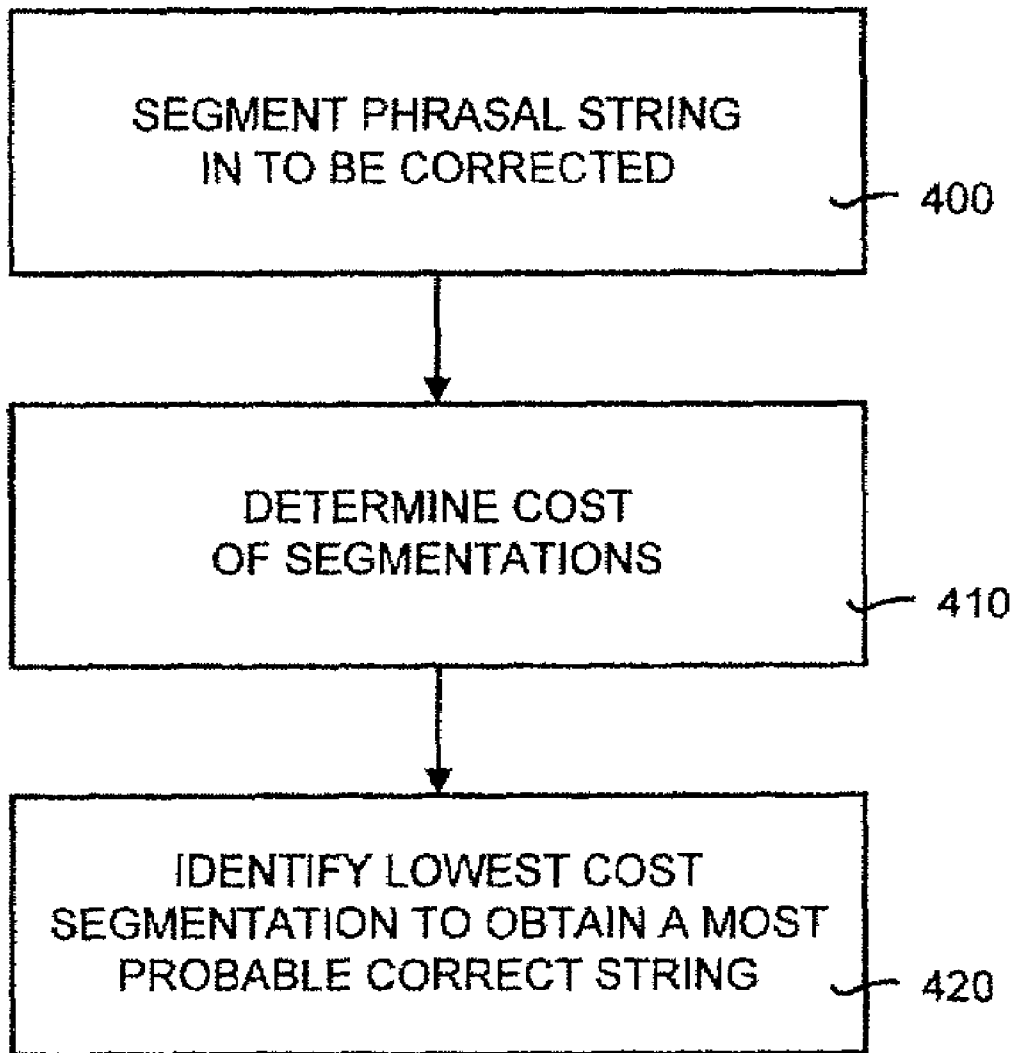 SEGMENT PHRASAL STRING
IN TO BE CORRECTED
400
DETERMINE COST
OF SEGMENTATIONS
410
IDENTIFY LOWEST COST
SEGMENTATION TO OBTAIN A MOST
PROBABLE CORRECT STRING
420